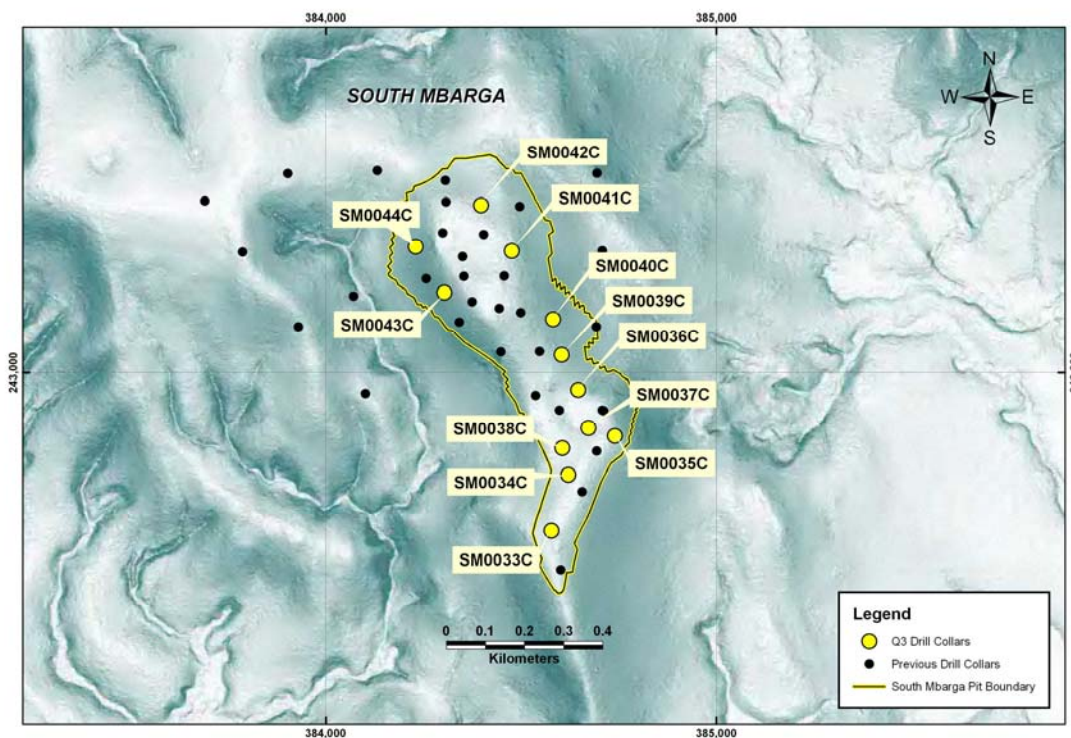 384,000
385,000
SOUTH MBARGA
N
W E
S
SM0042C
SM0041C
SM0044C
SM0040C
SM0039C
SM0043C
SM0036C
243,000
SM0037C
SM0038C
SM0035C
SM0034C
SM0033C
Legend
Q3 Drill Collars
Previous Drill Collars
South Mbarga Pit Boundary
0 0.1 0.2 0.3 0.4
Kilometers
384,000
385,000